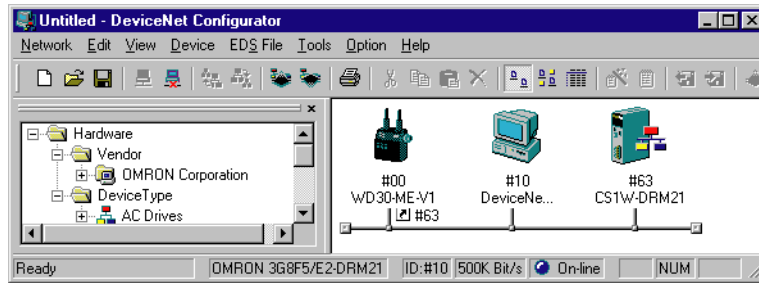 Untitled - DeviceNet Configurator
Network Edit View Device EDS File Tools Option Help
Hardware
Vendor
OMRON Corporation
DeviceType
AC Drives
#00
WD30-ME-V1
#63
#10
DeviceNe...
#63
CS1W-DRM21
Ready OMRON 3G8F5/E2-DRM21 ID:#10 500K Bit/s On-line NUM